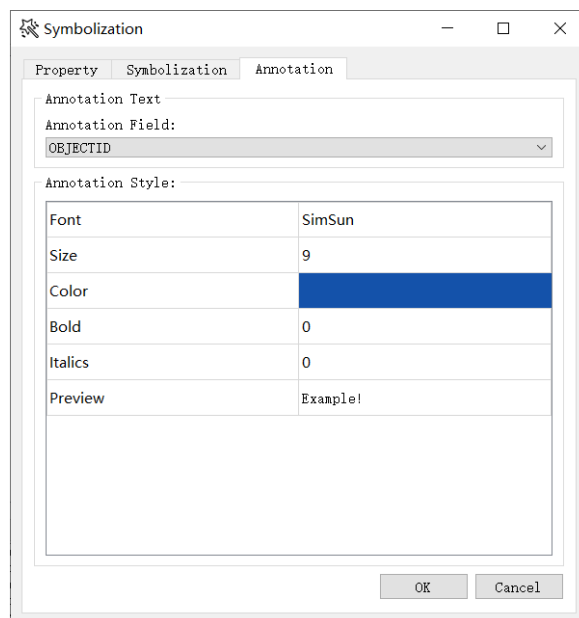 Symbolization
Property Symbolization Annotation
Annotation Text
Annotation Field:
OBJECTID
Annotation Style:
Font SimSun
Size 9
Color
Bold 0
Italics 0
Preview Example!
OK Cancel